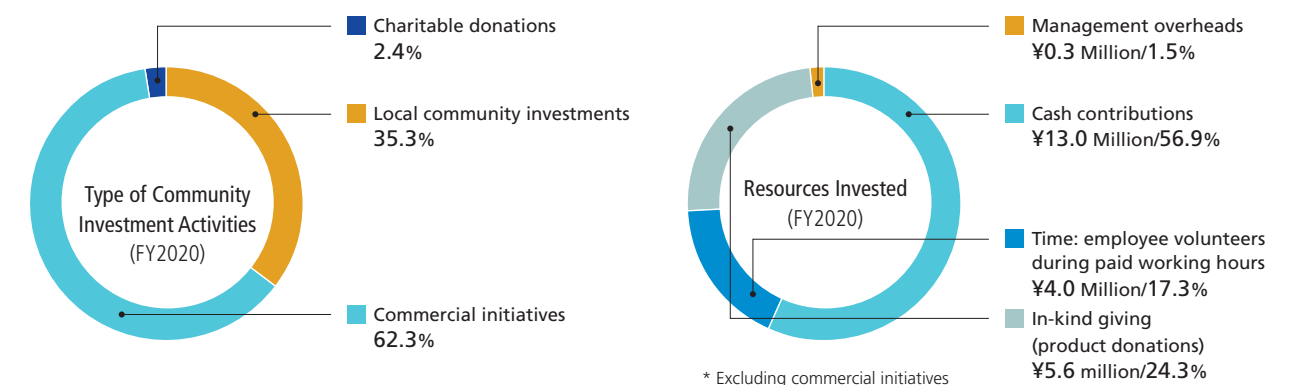 Charitable donations
2.4%
Local community investments
35.3%
Type of Community
Investment Activities
(FY2020)
Commercial initiatives
62.3%
Management overheads
¥0.3 Million/1.5%
Cash contributions
¥13.0 Million/56.9%
Resources Invested
(FY2020)
Time: employee volunteers
during paid working hours
¥4.0 Million/17.3%
In-kind giving
(product donations)
¥5.6 million/24.3%
* Excluding commercial initiatives